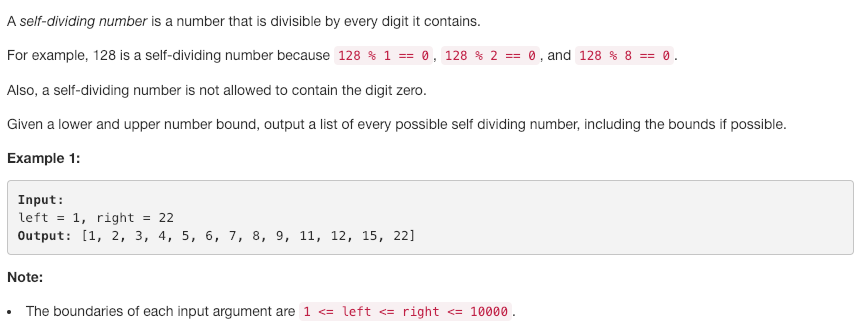 A self-dividing number is a number that is divisible by every digit it contains.
For example, 128 is a self-dividing number because 128 % 1 == 0, 128 % 2 == 0, and 128 % 8 == 0.
Also, a self-dividing number is not allowed to contain the digit zero.
Given a lower and upper number bound, output a list of every possible self dividing number, including the bounds if possible.
Example 1:
Input:
left = 1, right = 22
Output: [1, 2, 3, 4, 5, 6, 7, 8, 9, 11, 12, 15, 22]
Note:
• The boundaries of each input argument are 1 <= left <= right <= 10000.